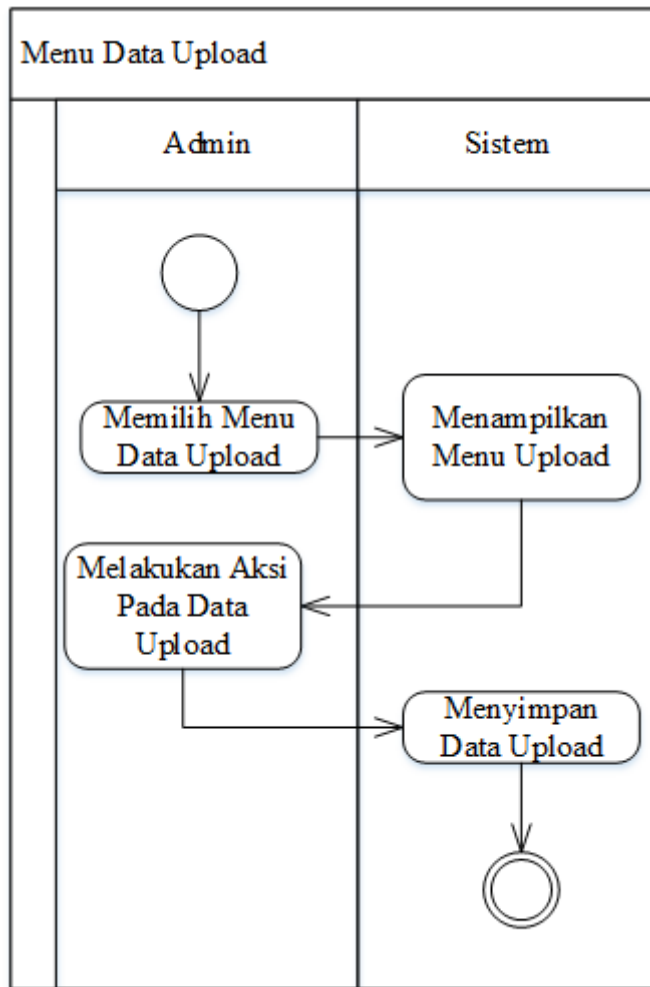 Menu Data Upload
Admin
Sistem
Memilih Menu
Data Upload
Menampilkan
Menu Upload
Melakukan Aksi
Pada Data
Upload
Menyimpan
Data Upload